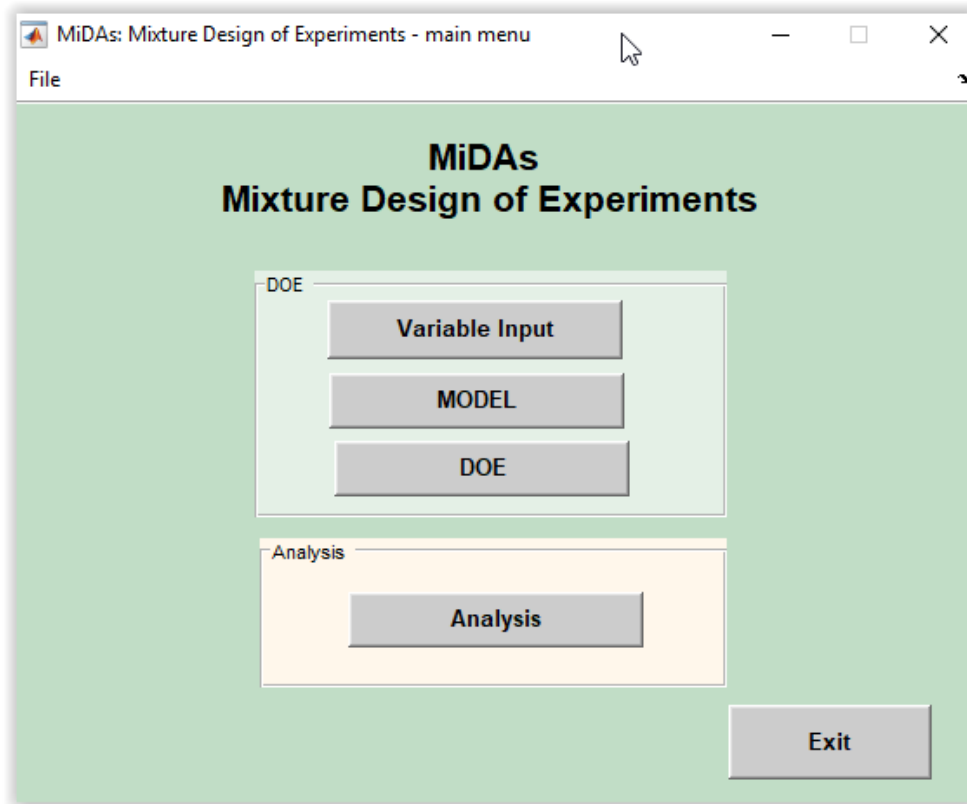 MiDAs: Mixture Design of Experiments - main menu
File
MiDAs
Mixture Design of Experiments
DOE
Variable Input
MODEL
DOE
Analysis
Analysis
Exit